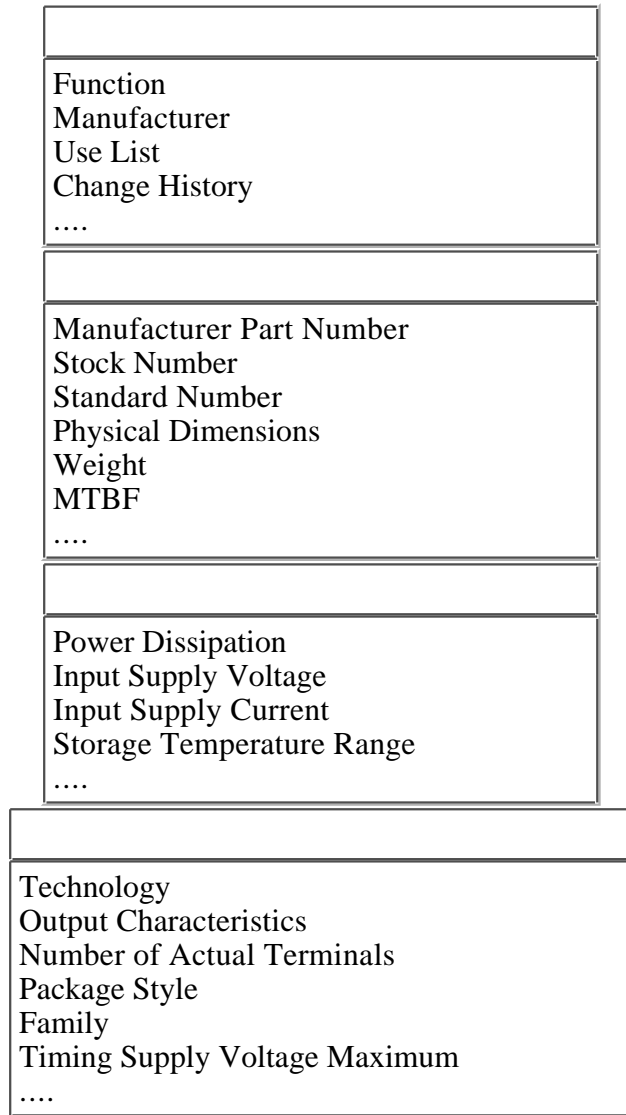 Function
Manufacturer
Use List
Change History
....
Manufacturer Part Number
Stock Number
Standard Number
Physical Dimensions
Weight
MTBF
....
Power Dissipation
Input Supply Voltage
Input Supply Current
Storage Temperature Range
....
Technology
Output Characteristics
Number of Actual Terminals
Package Style
Family
Timing Supply Voltage Maximum
....